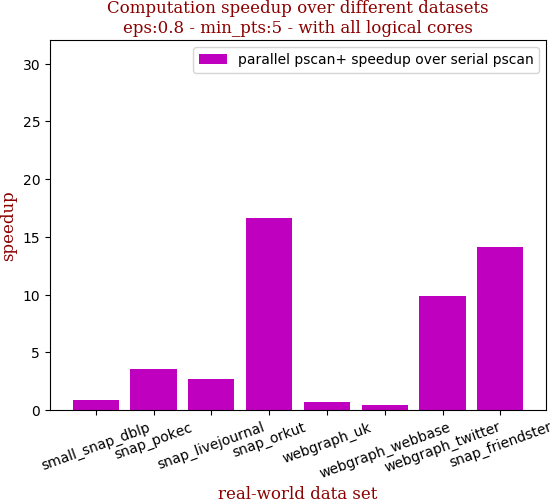 Computation speedup over different datasets
eps:0.8 - min_pts:5 - with all logical cores
parallel pscan+ speedup over serial pscan
speedup
30
25
20
15
10
5
0
small_snap_dblp
snap_pokec
snap_livejournal
snap_orkut
webgraph_uk
webgraph_webbase
webgraph_twitter
snap_friendster
real-world data set